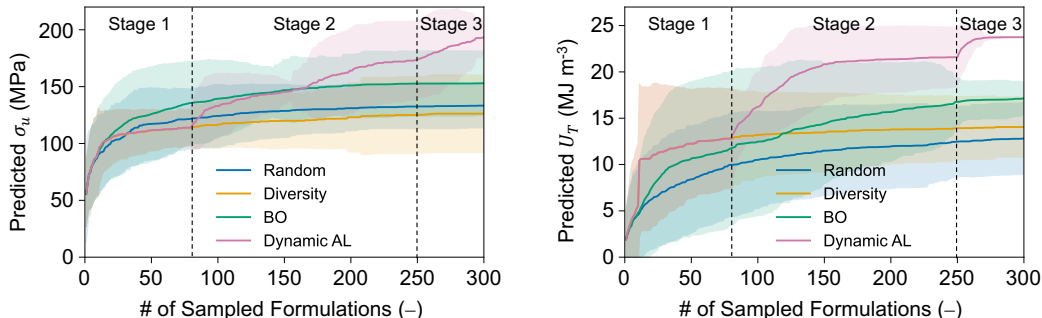 Stage 1 Stage 2 Stage 3
200
150
100
50
0
Predicted σu (MPa)
Random
Diversity
BO
Dynamic AL
0 50 100 150 200 250 300
# of Sampled Formulations (–)
Stage 1 Stage 2 Stage 3
25
20
15
10
5
0
Predicted UT (MJ m-3)
Random
Diversity
BO
Dynamic AL
0 50 100 150 200 250 300
# of Sampled Formulations (–)